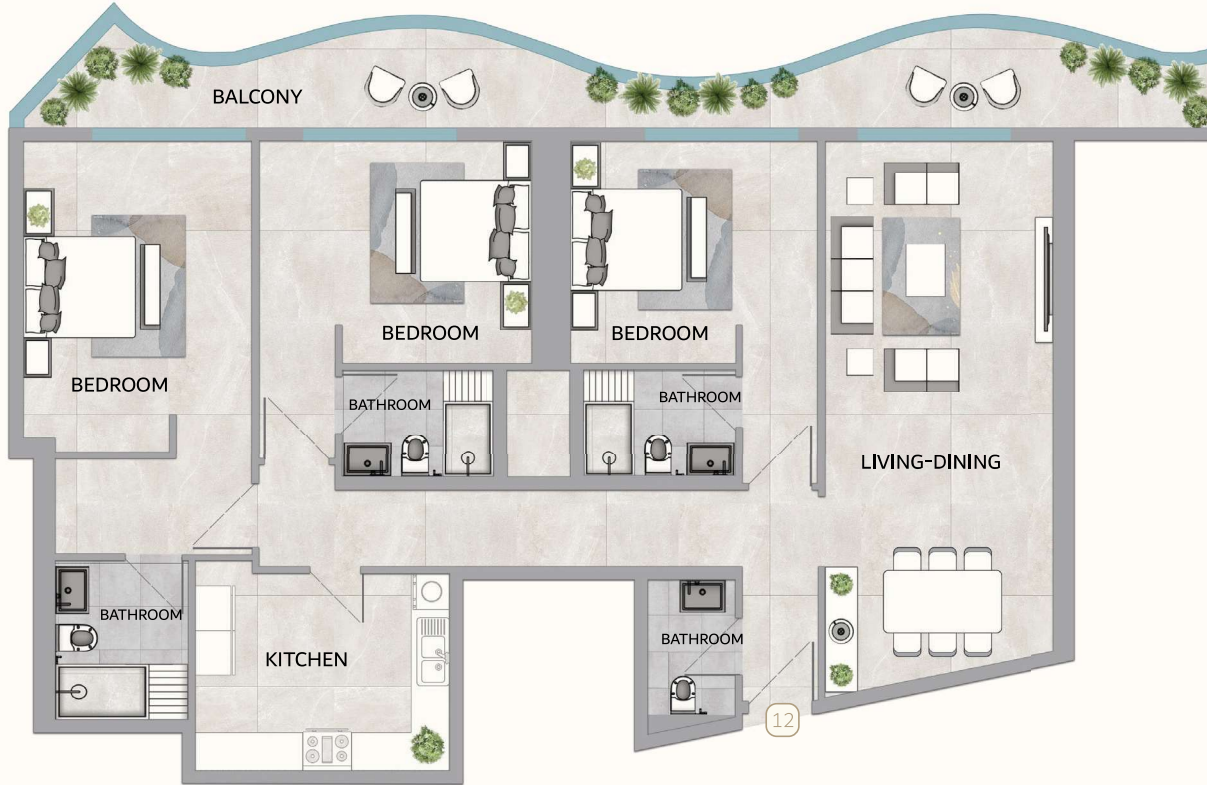 BALCONY
BEDROOM
BEDROOM
BEDROOM
BATHROOM
BATHROOM
LIVING-DINING
BATHROOM
KITCHEN
BATHROOM
12